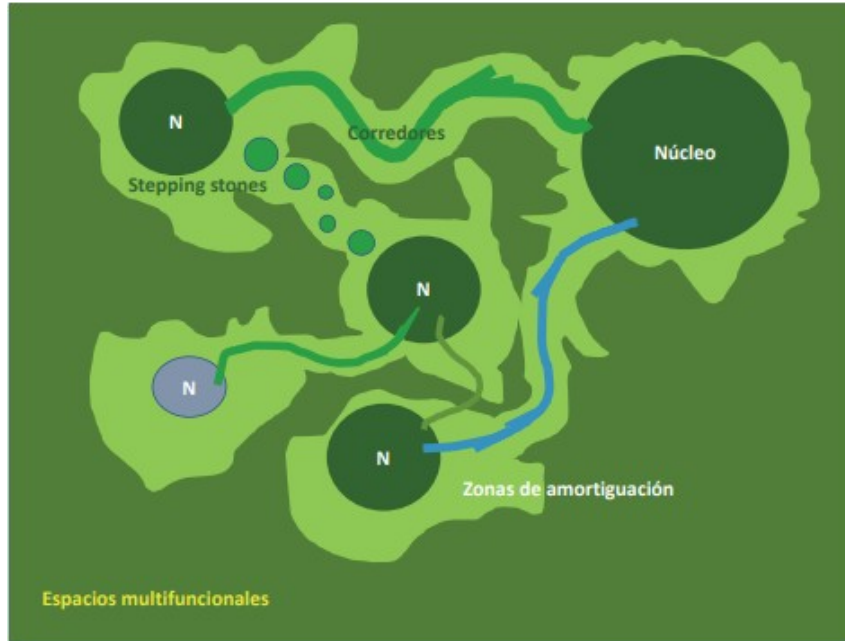 N
Corredores
Núcleo
Stepping stones
N
N
N
Zonas de amortiguación
Espacios multifuncionales